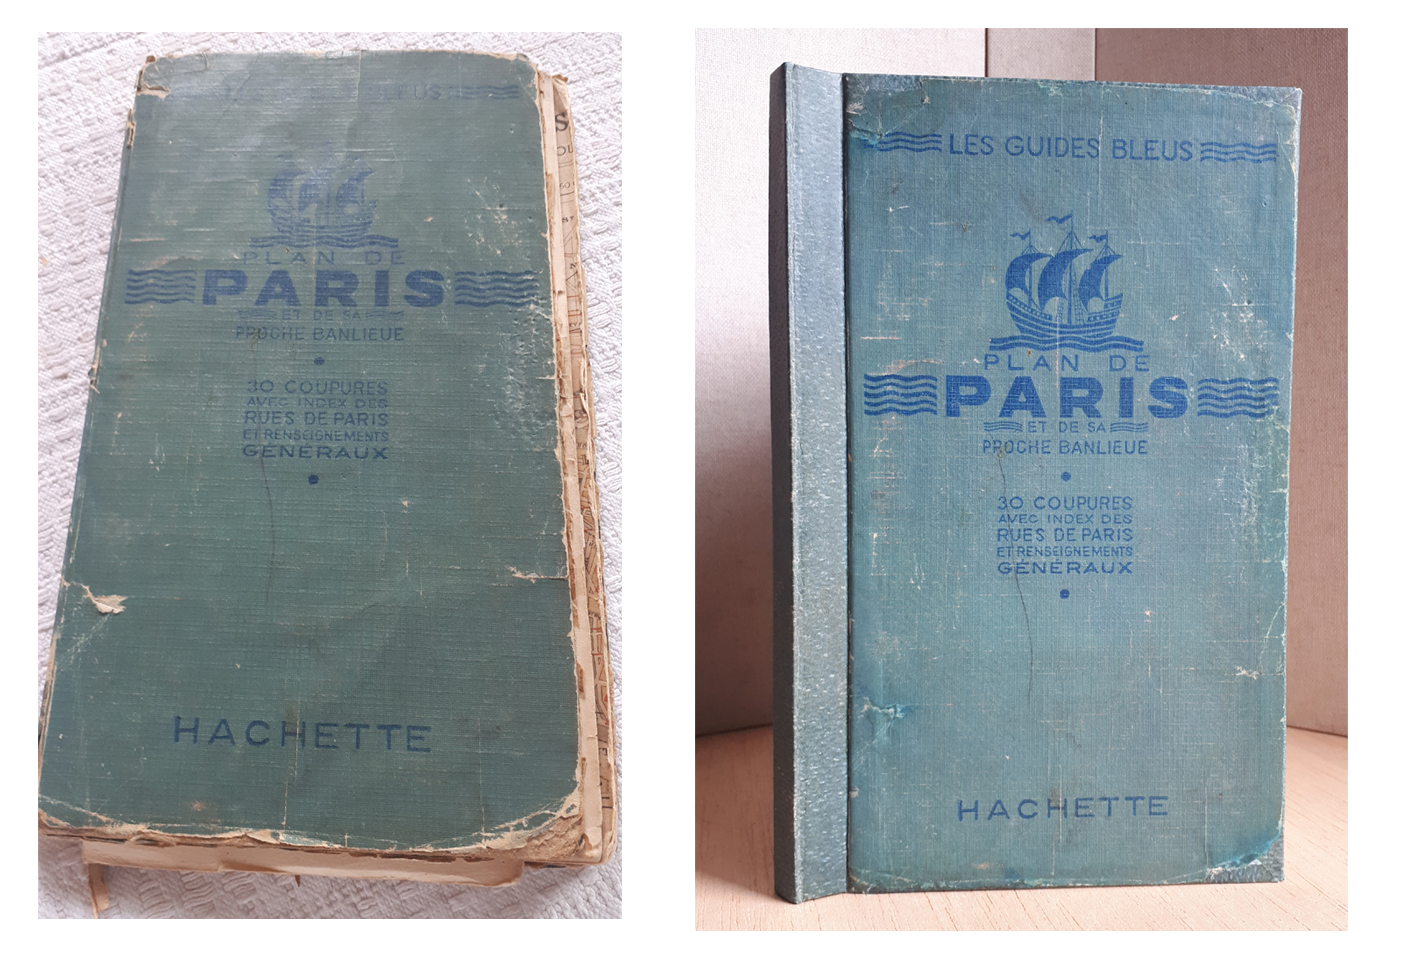 BLEUS
PLAN DE
PARIS
ET DE SA
PROCHE BANLIEUE
30 COUPURES
AVEC INDEX DES
RUES DE PARIS
ET RENSEIGNEMENTS
GÉNÉRAUX
HACHETTE
LES GUIDES BLEUS
PLAN DE
PARIS
ET DE SA
PROCHE BANLIEUE
30 COUPURES
AVEC INDEX DES
RUES DE PARIS
ET RENSEIGNEMENTS
GÉNÉRAUX
HACHETTE